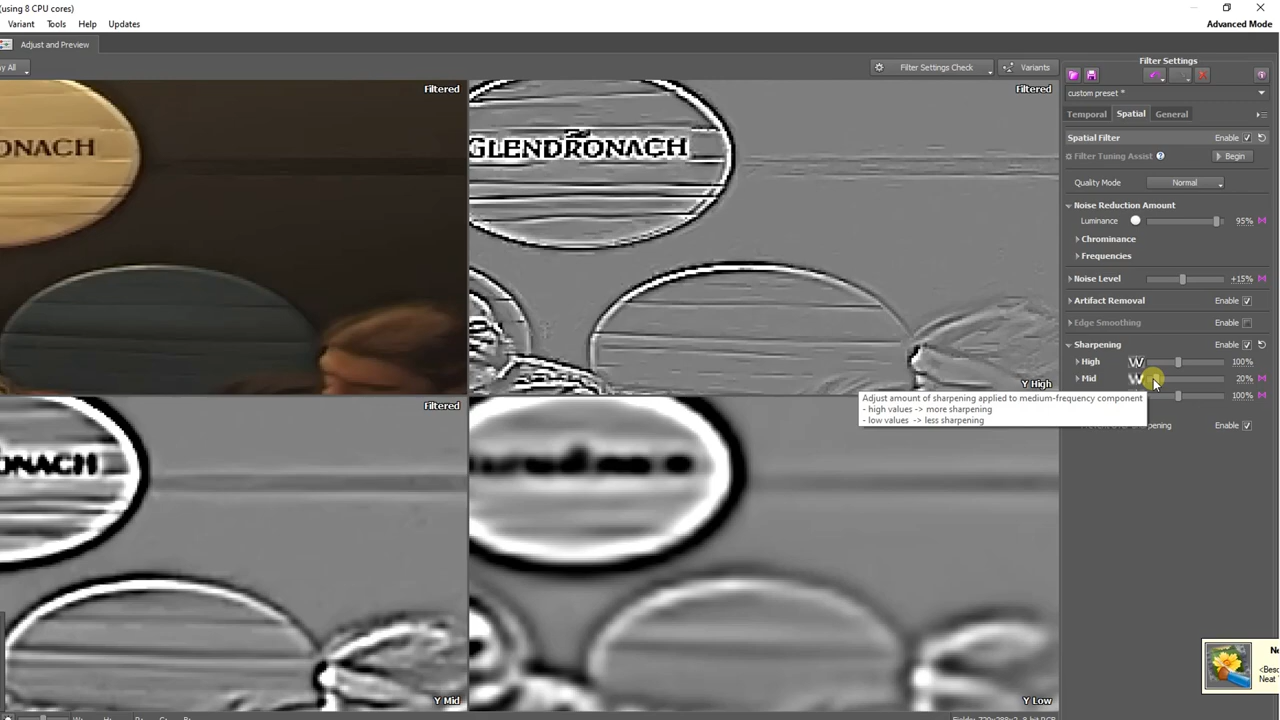 (using 8 CPU cores)
Variant Tools Help Updates
Advanced Mode
Adjust and Preview
Filter Settings
y All
Filter Settings Check
Variants
Filtered
Filtered
custom preset *
Temporal Spatial General
Spatial Filter Enable
Filter Tuning Assist Begin
Quality Mode Normal
Noise Reduction Amount
Luminance 95%
Chrominance
Frequencies
Noise Level +15%
Artifact Removal Enable
Edge Smoothing Enable
Sharpening Enable
High W 100%
Mid W 20%
100%
Enable
ONACH
GLENDRONACH
Y High
Adjust amount of sharpening applied to medium-frequency component
- high values -> more sharpening
- low values -> less sharpening
Filtered
ONACH
Y Mid
Y Low
Ne
<Besc
Neat